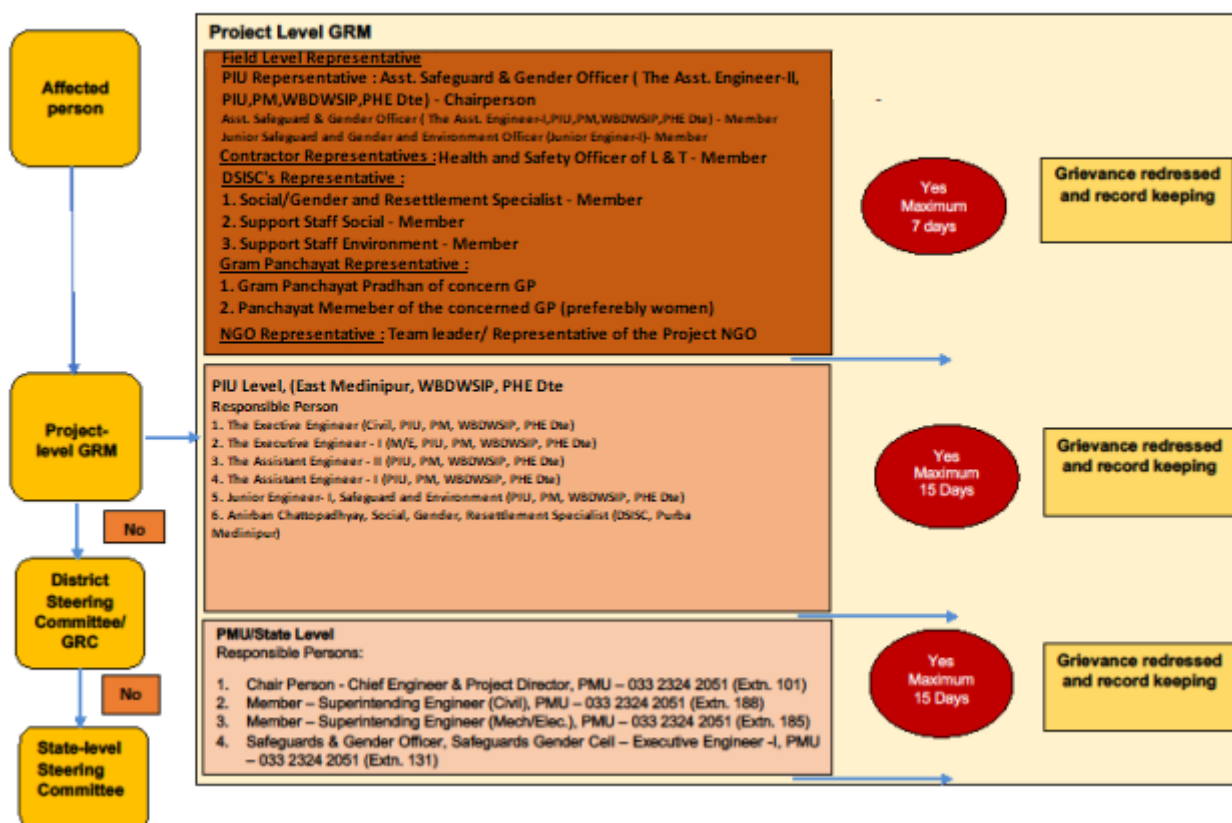 Affected
person
Project-
level GRM
No
District
Steering
Committee/
GRC
No
State-level
Steering
Committee
Project Level GRM
Field Level Representative
PIU Repersentative : Asst. Safeguard & Gender Officer ( The Asst. Engineer-II,
PIU,PM,WBDWSIP,PHE Dte) - Chairperson
Asst. Safeguard & Gender Officer ( The Asst. Engineer-I,PIU,PM,WBDWSIP,PHE Dte) - Member
Junior Safeguard and Gender and Environment Officer (Junior Enginer-I)- Member
Contractor Representatives : Health and Safety Officer of L & T - Member
DSISC's Representative :
1. Social/Gender and Resettlement Specialist - Member
2. Support Staff Social - Member
3. Support Staff Environment - Member
Gram Panchayat Representative :
1. Gram Panchayat Pradhan of concern GP
2. Panchayat Memeber of the concerned GP (preferebly women)
NGO Representative : Team leader/ Representative of the Project NGO
Yes
Maximum
7 days
Grievance redressed
and record keeping
PIU Level, (East Medinipur, WBDWSIP, PHE Dte
Responsible Person
1. The Exective Engineer (Civil, PIU, PM, WBDWSIP, PHE Dte)
2. The Executive Engineer - I (M/E, PIU, PM, WBDWSIP, PHE Dte)
3. The Assistant Engineer - II (PIU, PM, WBDWSIP, PHE Dte)
4. The Assistant Engineer - I (PIU, PM, WBDWSIP, PHE Dte)
5. Junior Engineer- I, Safeguard and Environment (PIU, PM, WBDWSIP, PHE Dte)
6. Anirban Chattopadhyay, Social, Gender, Resettlement Specialist (DSISC, Purba
Medinipur)
Yes
Maximum
15 Days
Grievance redressed
and record keeping
PMU/State Level
Responsible Persons:
1. Chair Person - Chief Engineer & Project Director, PMU – 033 2324 2051 (Extn. 101)
2. Member – Superintending Engineer (Civil), PMU – 033 2324 2051 (Extn. 188)
3. Member – Superintending Engineer (Mech/Elec.), PMU – 033 2324 2051 (Extn. 185)
4. Safeguards & Gender Officer, Safeguards Gender Cell – Executive Engineer -I, PMU
– 033 2324 2051 (Extn. 131)
Yes
Maximum
15 Days
Grievance redressed
and record keeping